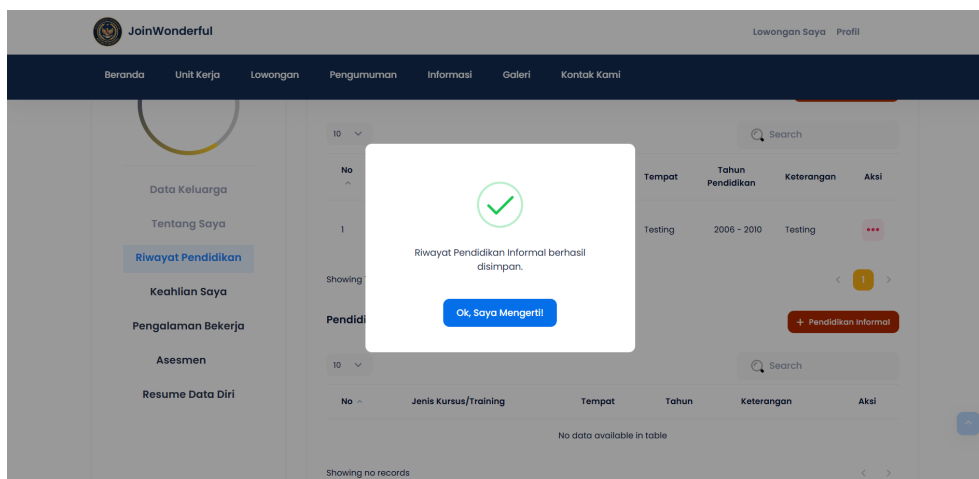 JoinWonderful
Lowongan Saya Profil
Beranda Unit Kerja Lowongan Pengumuman Informasi Galeri Kontak Kami
10 Search
No Tempat Tahun Pendidikan Keterangan Aksi
Data Keluarga
Tentang Saya
1 Testing 2006 - 2010 Testing
Riwayat Pendidikan
Riwayat Pendidikan Informal berhasil
disimpan.
Showing 1
Keahlian Saya
Ok, Saya Mengerti!
Pengalaman Bekerja
+ Pendidikan Informal
Asesmen
10 Search
Resume Data Diri
No Jenis Kursus/Training Tempat Tahun Keterangan Aksi
No data available in table
Showing no records